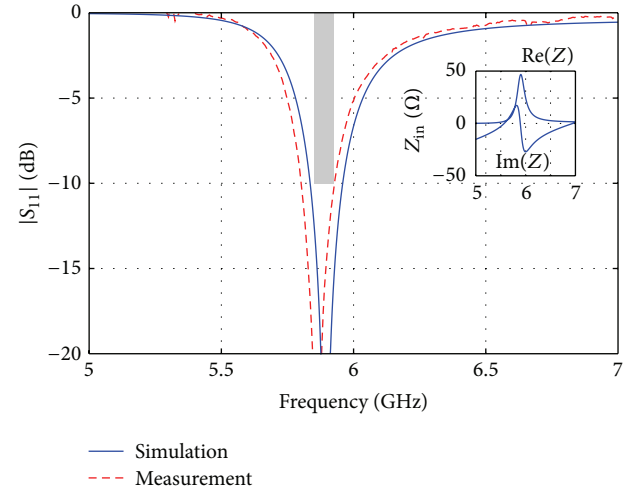 0
−5
−10
−15
−20
|S11| (dB)
5
5.5
6
6.5
7
Frequency (GHz)
Re(Z)
50
0
−50
Zin (Ω)
Im(Z)
5
6
7
Simulation
Measurement